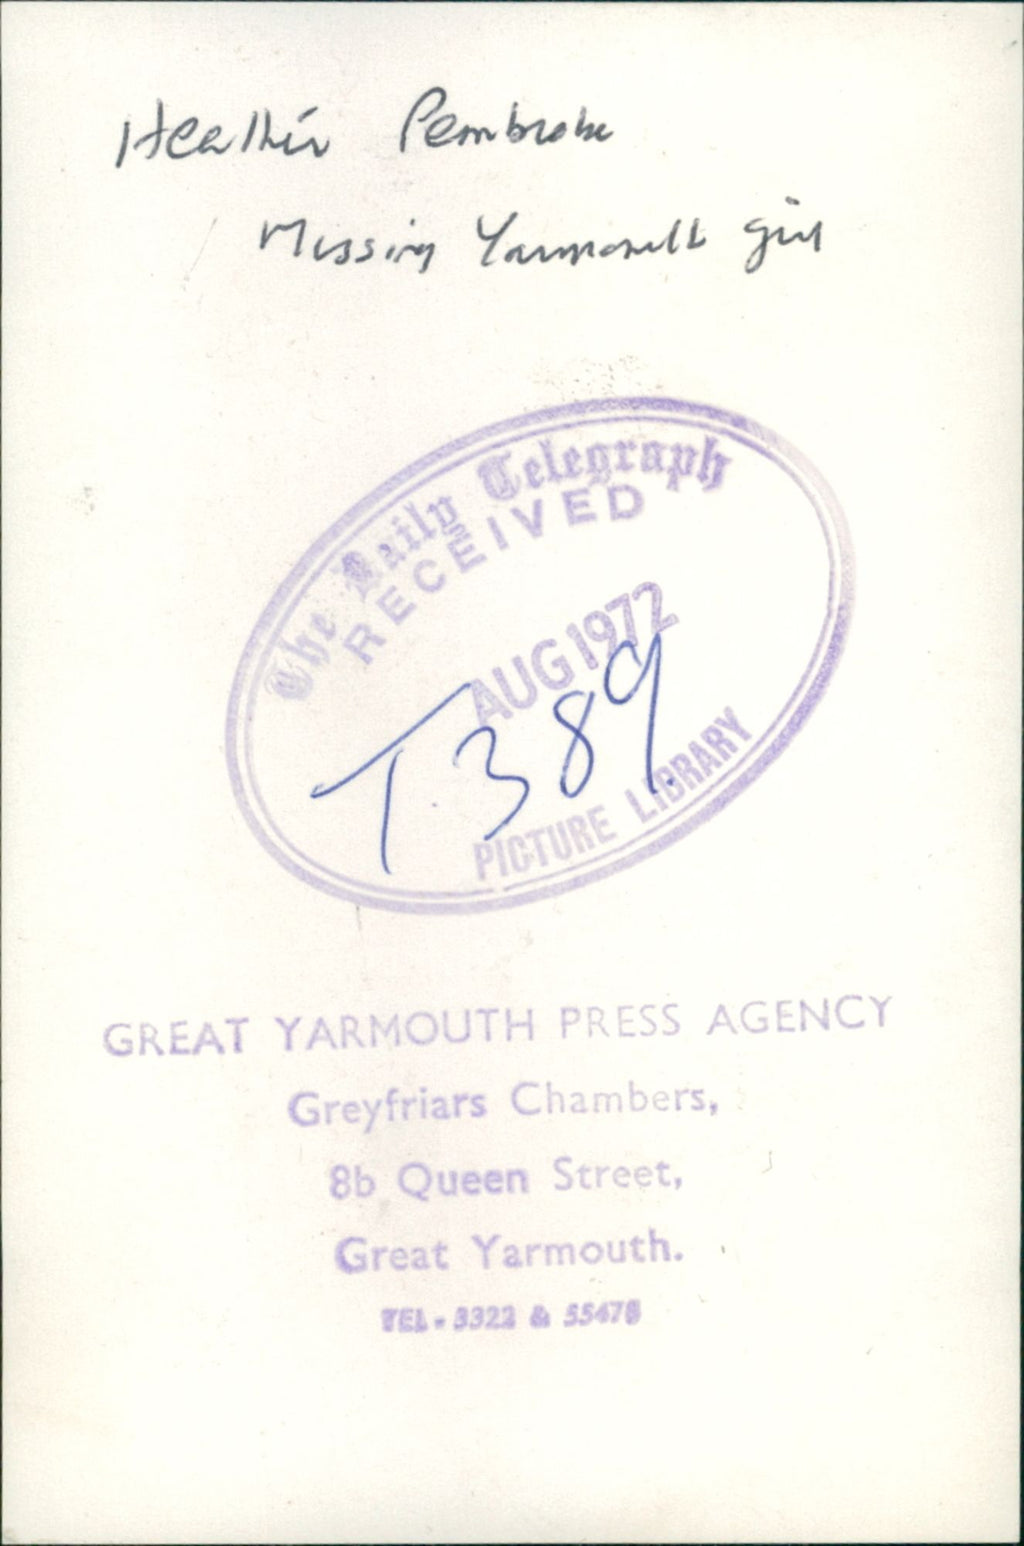 Heather Pembroke
Missing Yarmouth girl
The Daily Telegraph
RECEIVED
AUG 1972
T.389
PICTURE LIBRARY
GREAT YARMOUTH PRESS AGENCY
Greyfriars Chambers,
8b Queen Street,
Great Yarmouth.
TEL - 3322 & 55478